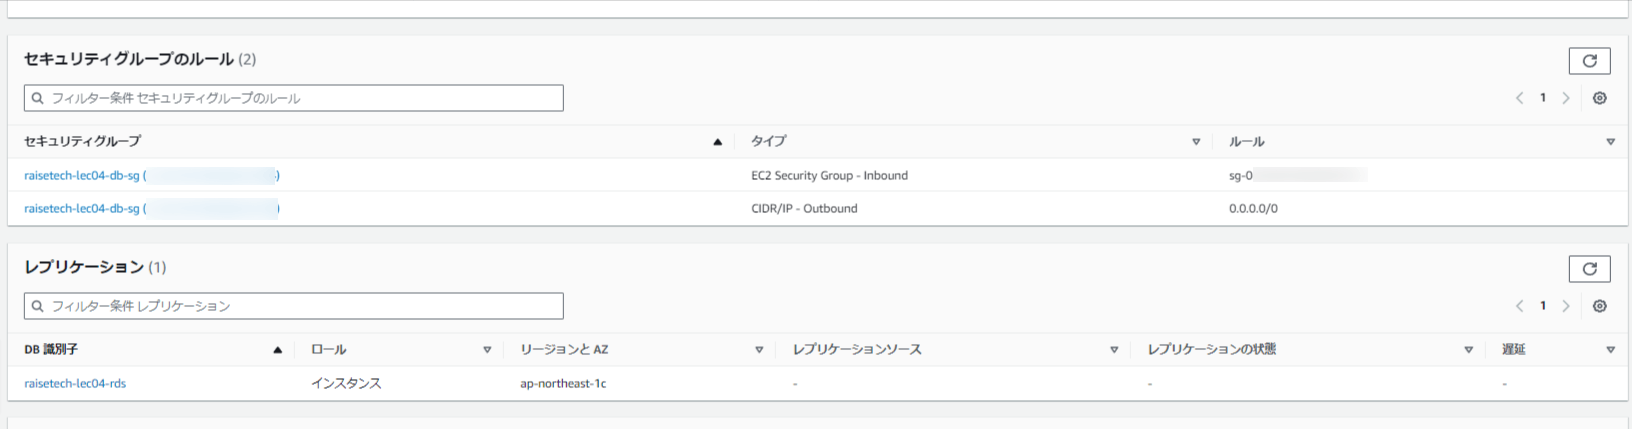 セキュリティグループのルール (2)
フィルター条件 セキュリティグループのルール
1
セキュリティグループ タイプ ルール
raisetech-lec04-db-sg ( ) EC2 Security Group - Inbound sg-0
raisetech-lec04-db-sg ( ) CIDR/IP - Outbound 0.0.0.0/0
レプリケーション (1)
フィルター条件 レプリケーション
1
DB 識別子 ロール リージョンと AZ レプリケーションソース レプリケーションの状態 遅延
raisetech-lec04-rds インスタンス ap-northeast-1c - - -